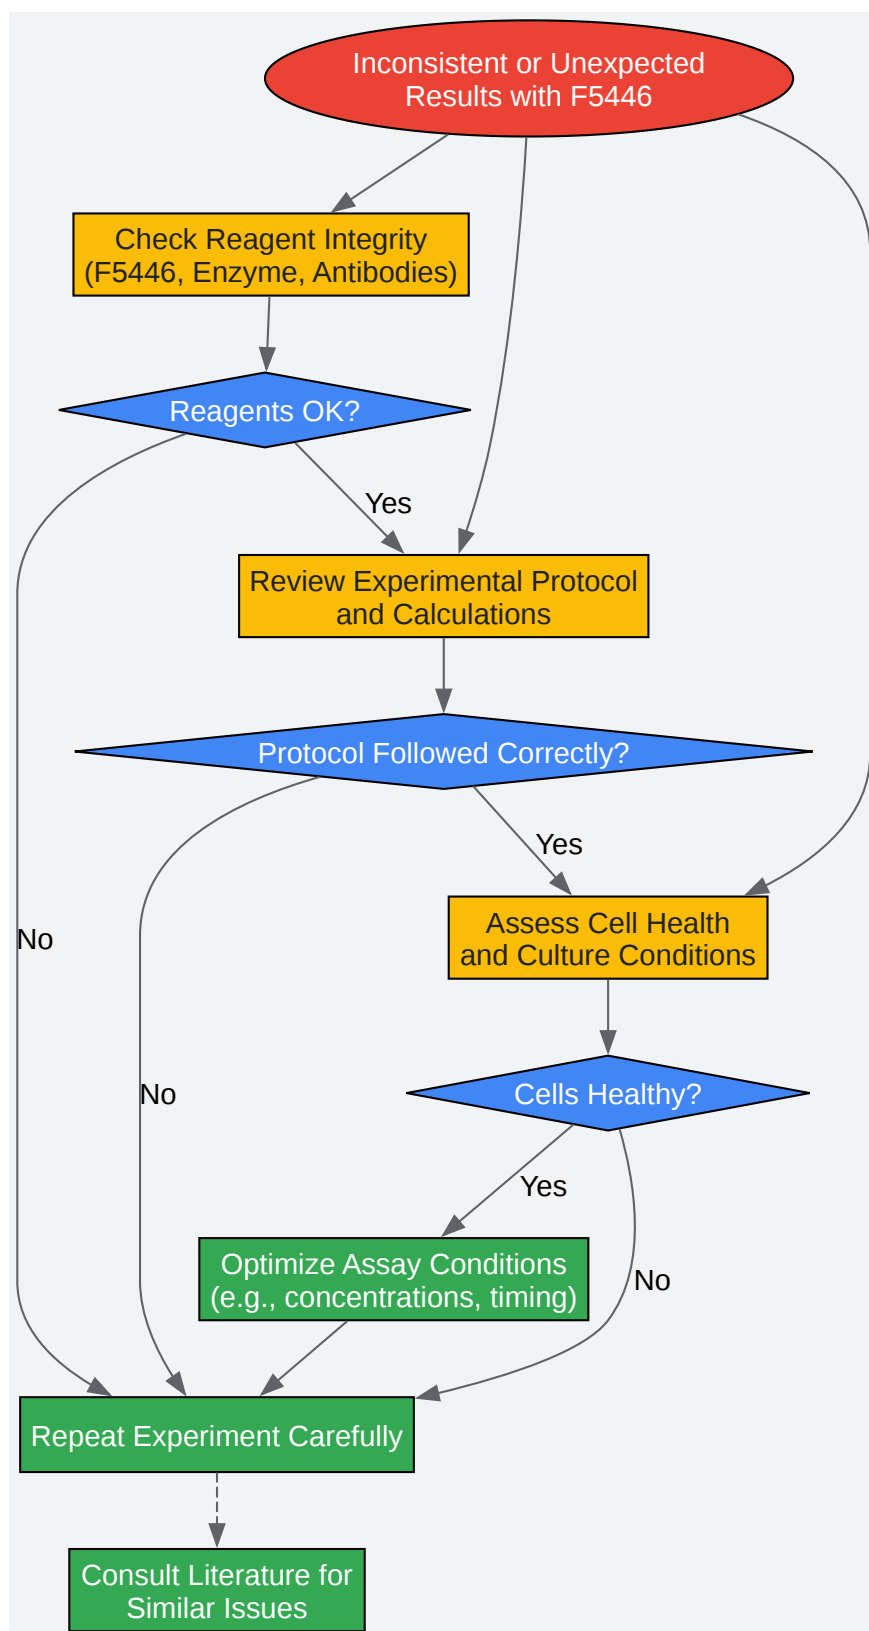 Inconsistent or Unexpected
Results with F5446
Check Reagent Integrity
(F5446, Enzyme, Antibodies)
Reagents OK?
Yes
Review Experimental Protocol
and Calculations
Protocol Followed Correctly?
Yes
Assess Cell Health
and Culture Conditions
No
Cells Healthy?
No
Yes
Optimize Assay Conditions
(e.g., concentrations, timing)
No
Repeat Experiment Carefully
Consult Literature for
Similar Issues